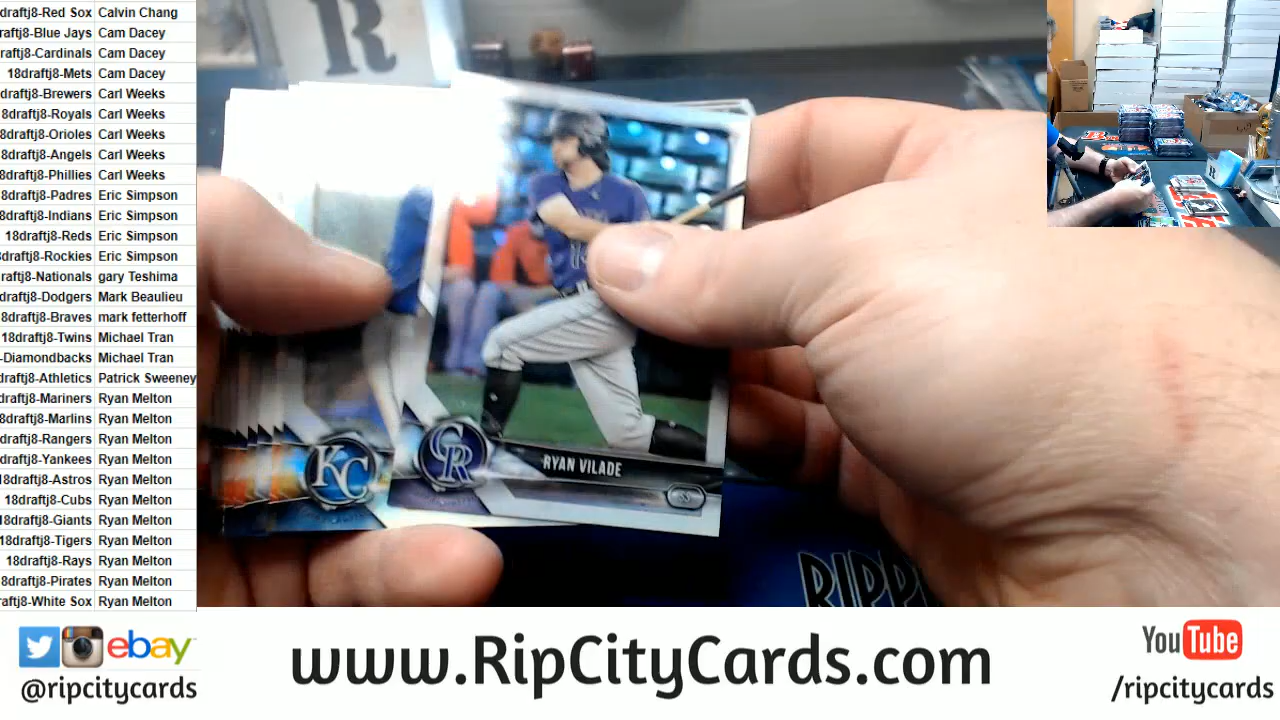 draftj8-Red Sox Calvin Chang
draftj8-Blue Jays Cam Dacey
raftj8-Cardinals Cam Dacey
18draftj8-Mets Cam Dacey
draftj8-Brewers Carl Weeks
8draftj8-Royals Carl Weeks
8draftj8-Orioles Carl Weeks
8draftj8-Angels Carl Weeks
8draftj8-Phillies Carl Weeks
8draftj8-Padres Eric Simpson
8draftj8-Indians Eric Simpson
18draftj8-Reds Eric Simpson
draftj8-Rockies Eric Simpson
raftj8-Nationals gary Teshima
draftj8-Dodgers Mark Beaulieu
8draftj8-Braves mark fetterhoff
18draftj8-Twins Michael Tran
-Diamondbacks Michael Tran
draftj8-Athletics Patrick Sweeney
draftj8-Mariners Ryan Melton
8draftj8-Marlins Ryan Melton
draftj8-Rangers Ryan Melton
draftj8-Yankees Ryan Melton
18draftj8-Astros Ryan Melton
18draftj8-Cubs Ryan Melton
18draftj8-Giants Ryan Melton
18draftj8-Tigers Ryan Melton
18draftj8-Rays Ryan Melton
8draftj8-Pirates Ryan Melton
raftj8-White Sox Ryan Melton
R
KC
CR
RYAN VILADE
SS
RIPP
ebay
@ripcitycards
www.RipCityCards.com
YouTube
/ripcitycards